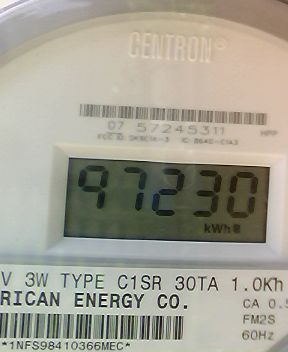 CENTRON®
07 57245311 HPP
97230
kWh
V 3W TYPE C1SR 30TA 1.0Kh
RICAN ENERGY CO. CA 0.5
FM2S
*1NFS98410366MEC* 60Hz